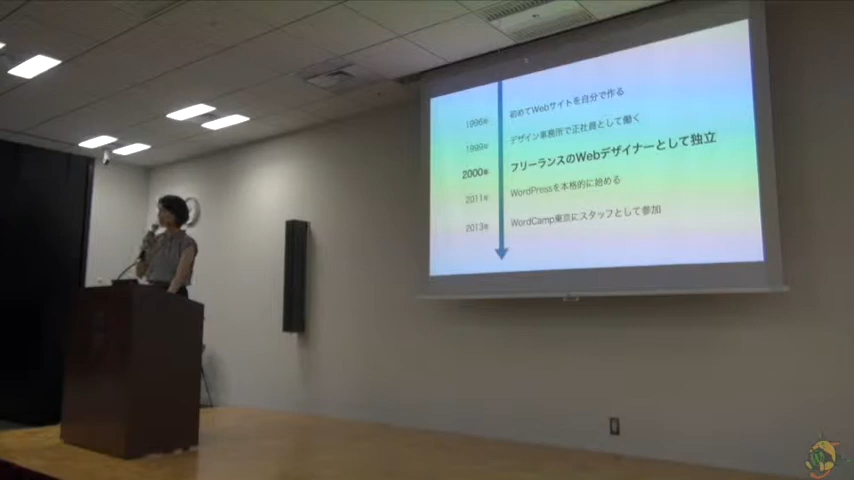 1996年 初めてWebサイトを自分で作る
1999年 デザイン事務所で正社員として働く
2000年 フリーランスのWebデザイナーとして独立
2011年 WordPressを本格的に始める
2013年 WordCamp東京にスタッフとして参加